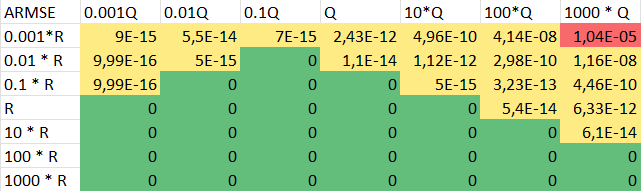 ARMSE 0.001Q 0.01Q 0.1Q Q 10*Q 100*Q 1000 * Q
0.001*R 9E-15 5,5E-14 7E-15 2,43E-12 4,96E-10 4,14E-08 1,04E-05
0.01 * R 9,99E-16 5E-15 0 1,1E-14 1,12E-12 2,98E-10 1,16E-08
0.1 * R 9,99E-16 0 0 0 5E-15 3,23E-13 4,46E-10
R 0 0 0 0 0 5,4E-14 6,33E-12
10 * R 0 0 0 0 0 0 6,1E-14
100 * R 0 0 0 0 0 0 0
1000 * R 0 0 0 0 0 0 0